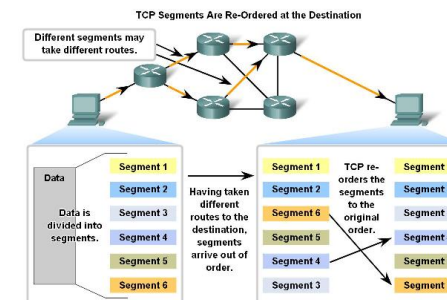 TCP Segments Are Re-Ordered at the Destination
Different segments may
take different routes.
Data
Data is
divided into
segments.
Segment 1
Segment 2
Segment 3
Segment 4
Segment 5
Segment 6
Having taken
different
routes to the
destination,
segments
arrive out of
order.
Segment 1
Segment 2
Segment 6
Segment 5
Segment 4
Segment 3
TCP re-
orders the
segments
to the
original
order.
Segment
Segment
Segment
Segment
Segment
Segment